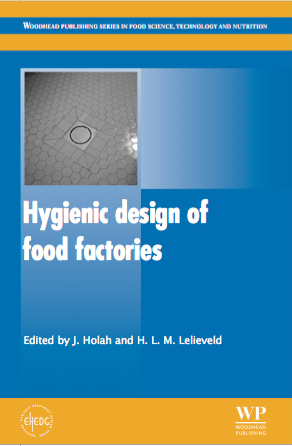 WOODHEAD PUBLISHING SERIES IN FOOD SCIENCE, TECHNOLOGY AND NUTRITION
Hygienic design of
food factories
Edited by J. Holah and H. L. M. Lelieveld
EHEDG
WP
WOODHEAD
PUBLISHING